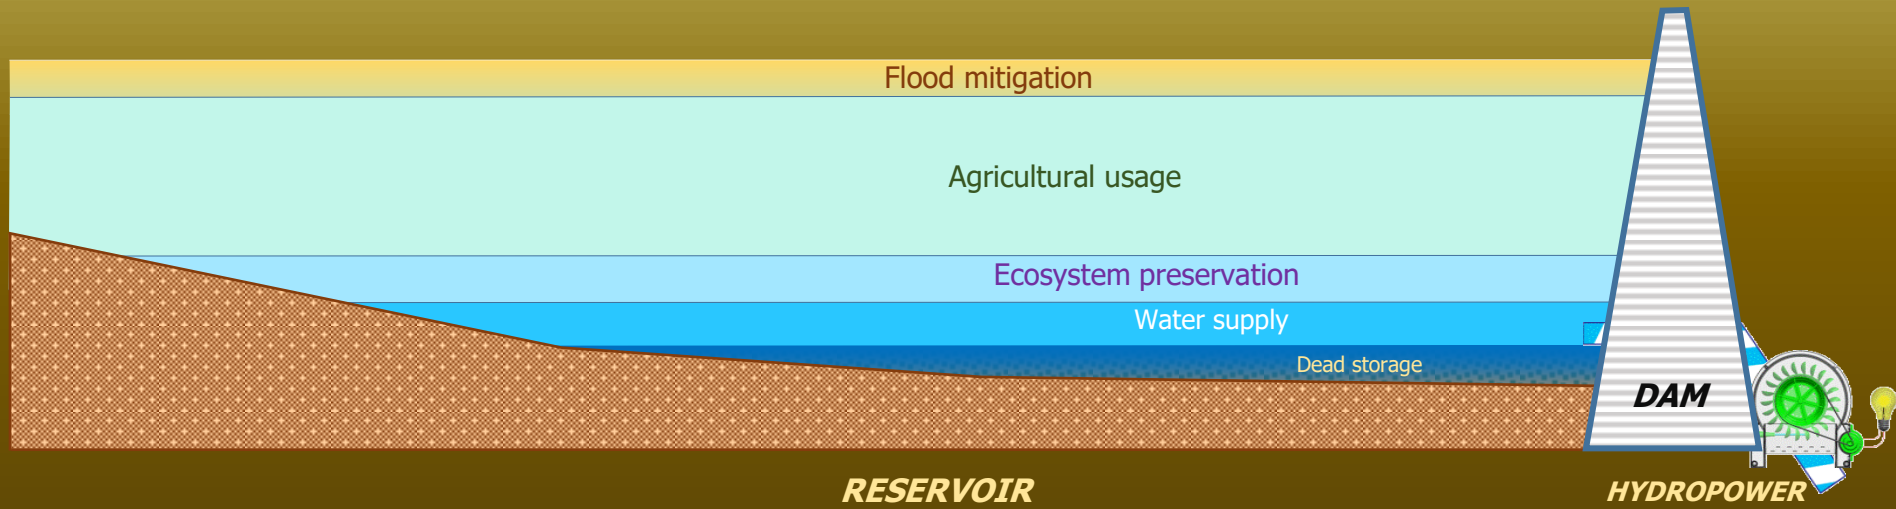 Flood mitigation
Agricultural usage
Ecosystem preservation
Water supply
Dead storage
DAM
RESERVOIR
HYDROPOWER